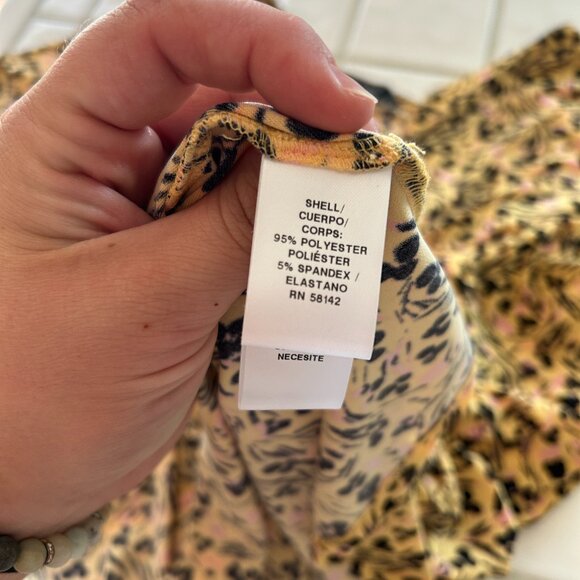 SHELL/
CUERPO/
CORPS:
95% POLYESTER
POLIÉSTER
5% SPANDEX /
ELASTANO
RN 58142
NECESITE